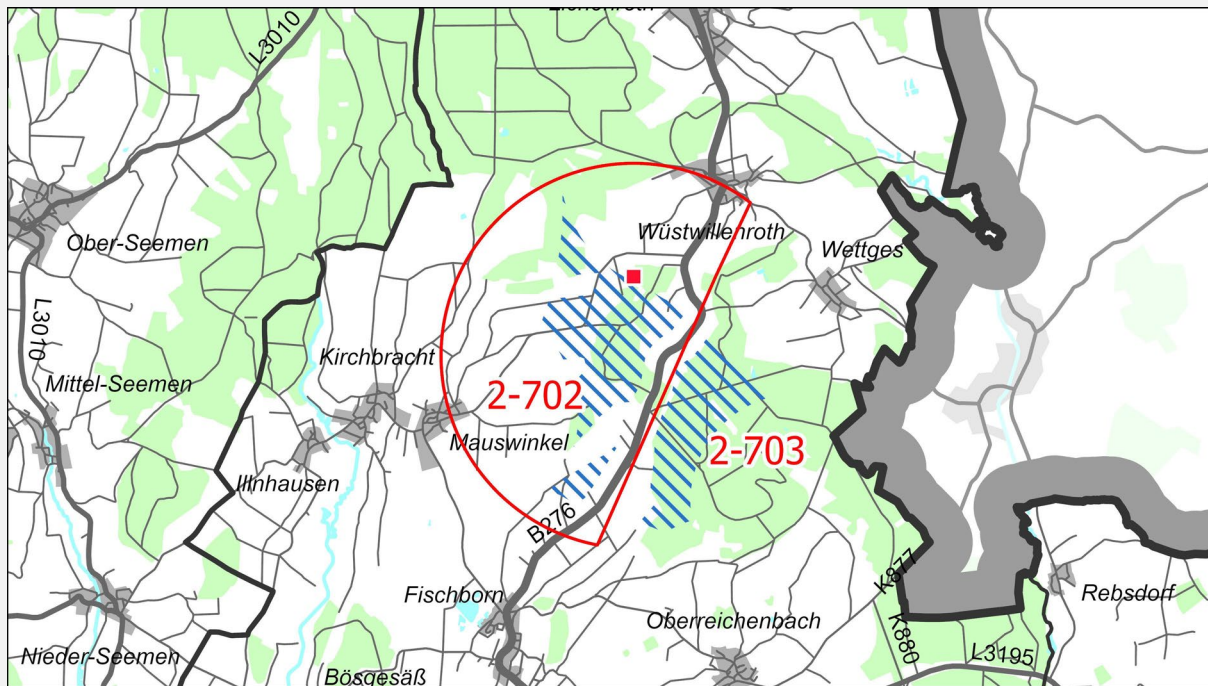 L3010
Ober-Seemen
Wüstwillenroth
Wettges
L3010
Kirchbracht
Mittel-Seemen
2-702
Mauswinkel
2-703
Illnhausen
B276
K877
Fischborn
Rebsdorf
Oberreichenbach
K880
Nieder-Seemen
L3195
Bösgesäß